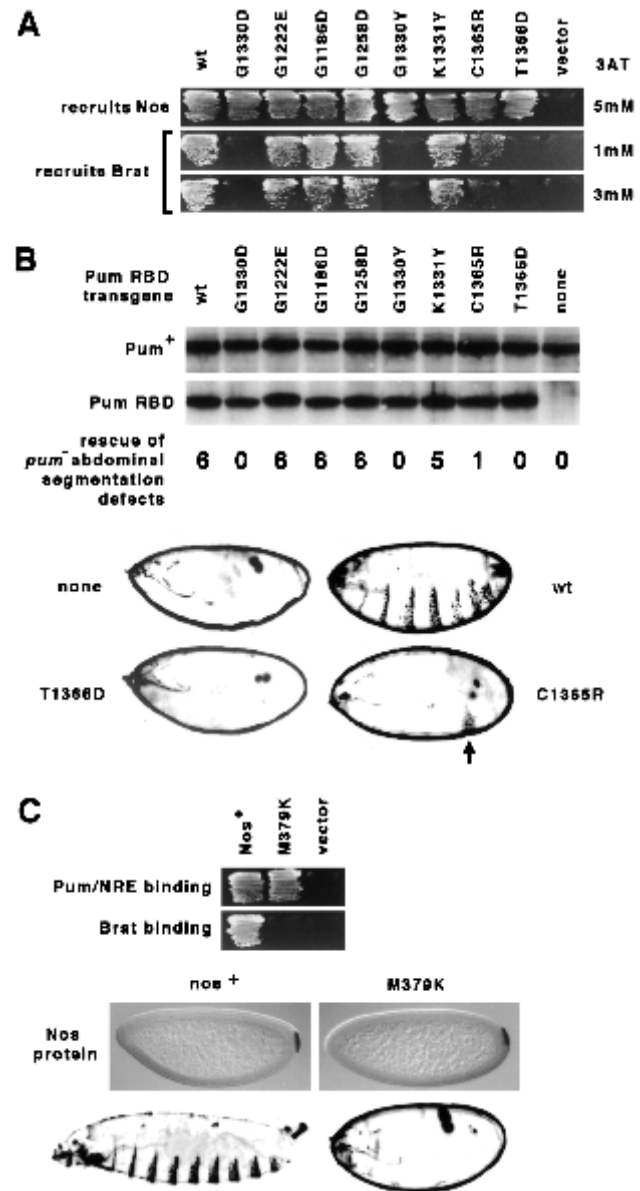 A
wt G1330D G1222E G1186D G1258D G1330Y K1331Y C1365R T1366D vector 3AT
recruits Nos 5mM
recruits Brat 1mM
3mM
B
Pum RBD transgene wt G1330D G1222E G1186D G1258D G1330Y K1331Y C1365R T1366D none
Pum+
Pum RBD
rescue of
pum- abdominal
segmentation
defects
6 0 6 6 6 0 5 1 0 0
none wt
T1366D C1365R
C
Nos+ M379K vector
Pum/NRE binding
Brat binding
nos + M379K
Nos
protein